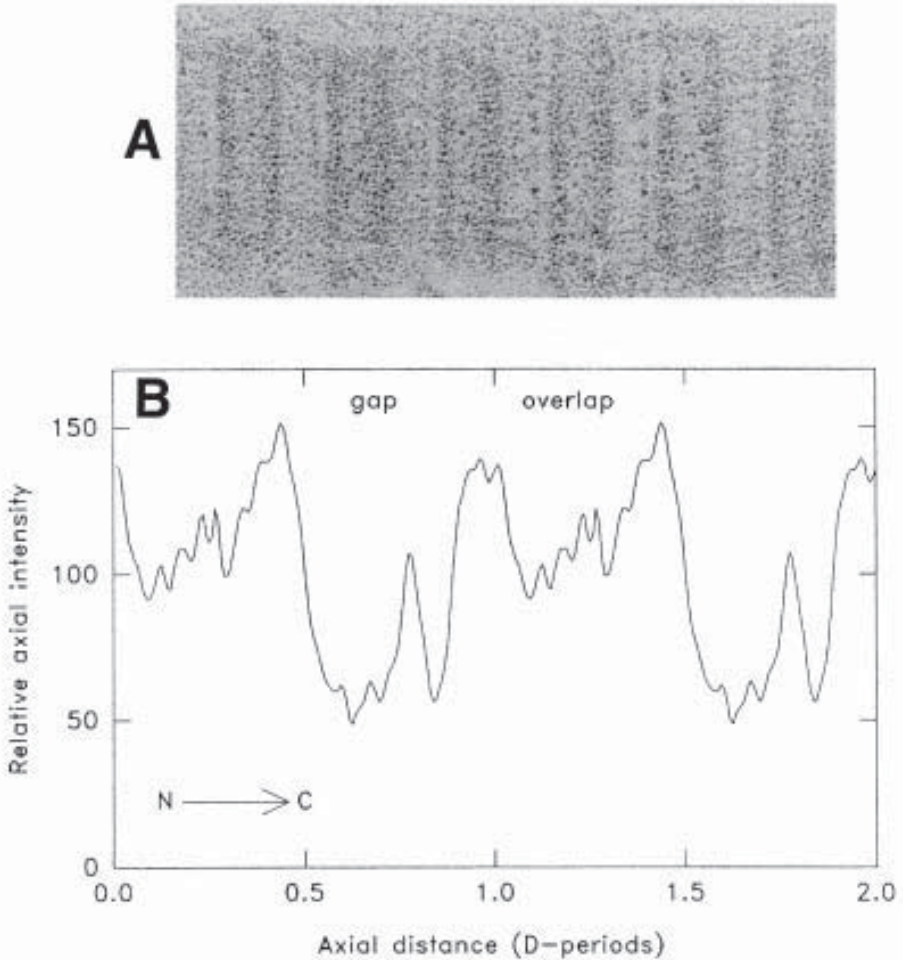 A
B
gap overlap
150
100
50
0
N C
0.0 0.5 1.0 1.5 2.0
Relative axial intensity
Axial distance (D-periods)